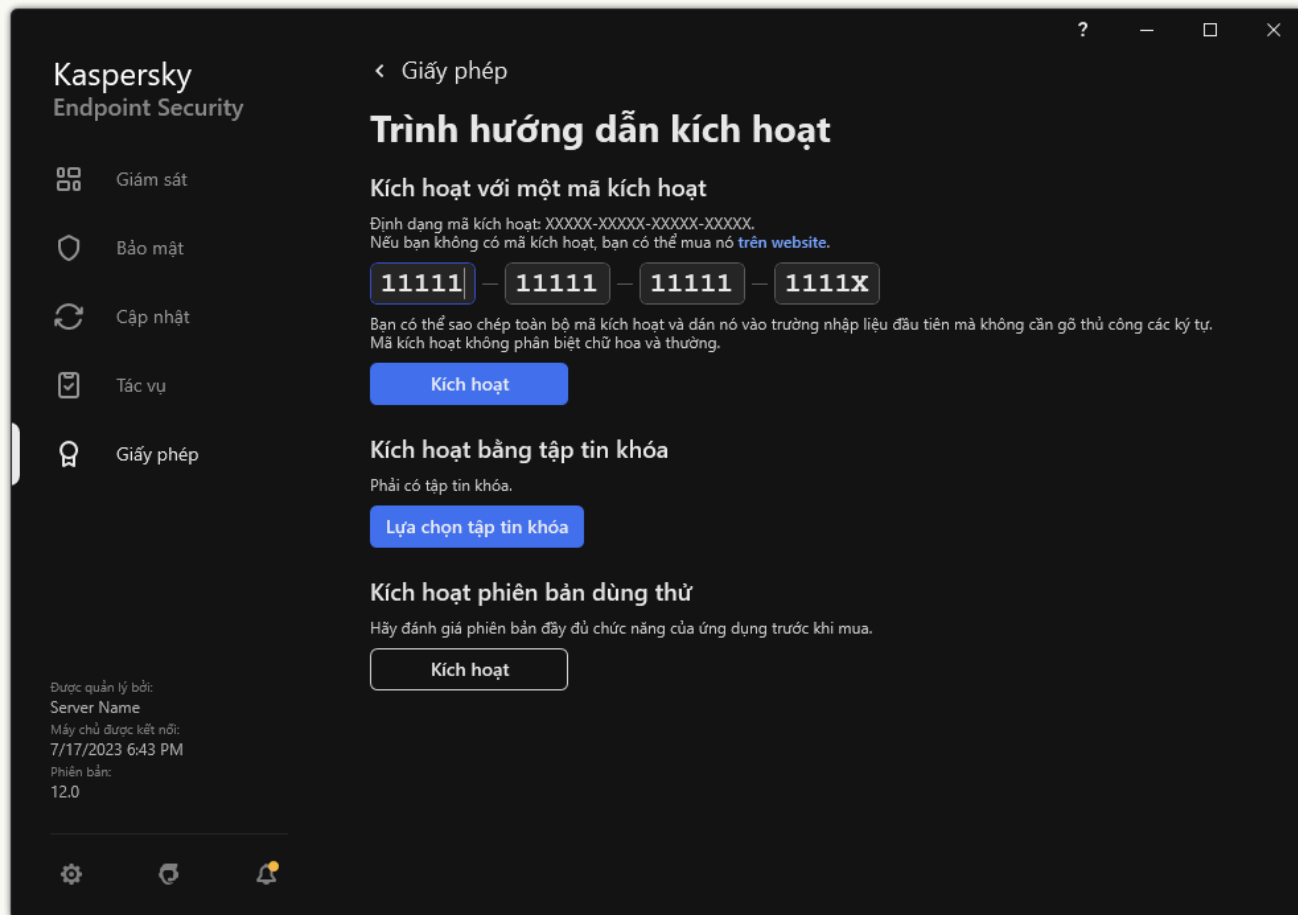 ?
Kaspersky
Endpoint Security
Giám sát
Bảo mật
Cập nhật
Tác vụ
Giấy phép
Được quản lý bởi:
Server Name
Máy chủ được kết nối:
7/17/2023 6:43 PM
Phiên bản:
12.0
Giấy phép
Trình hướng dẫn kích hoạt
Kích hoạt với một mã kích hoạt
Định dạng mã kích hoạt: XXXXX-XXXXX-XXXXX-XXXXX.
Nếu bạn không có mã kích hoạt, bạn có thể mua nó trên website.
11111 — 11111 — 11111 — 1111X
Bạn có thể sao chép toàn bộ mã kích hoạt và dán nó vào trường nhập liệu đầu tiên mà không cần gõ thủ công các ký tự.
Mã kích hoạt không phân biệt chữ hoa và thường.
Kích hoạt
Kích hoạt bằng tập tin khóa
Phải có tập tin khóa.
Lựa chọn tập tin khóa
Kích hoạt phiên bản dùng thử
Hãy đánh giá phiên bản đầy đủ chức năng của ứng dụng trước khi mua.
Kích hoạt